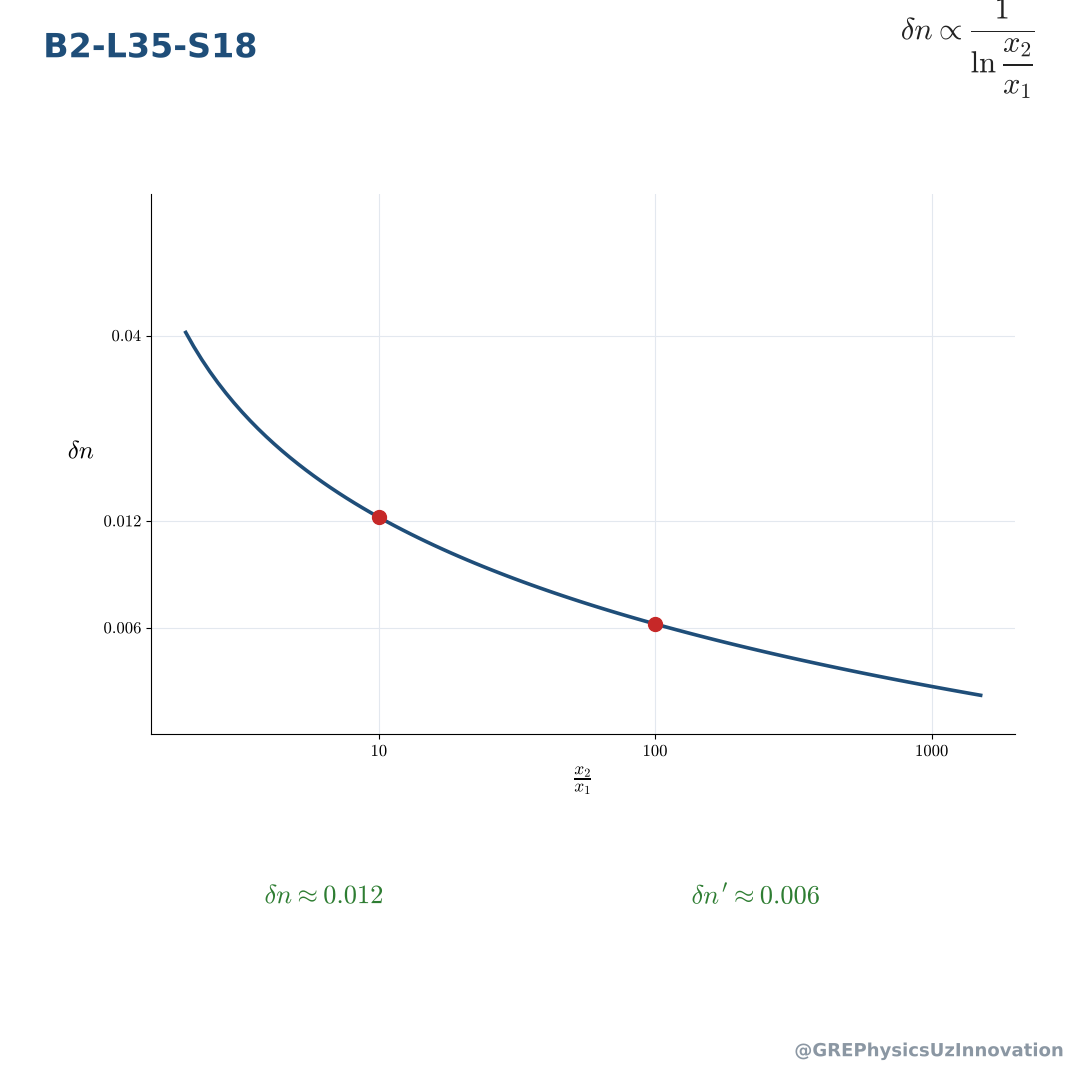 B2-L35-S18
δn ∝ 1 / ln x₂/x₁
0.04
δn
0.012
0.006
10 100 1000
x₂/x₁
δn ≈ 0.012 δn′ ≈ 0.006
@GREPhysicsUzInnovation